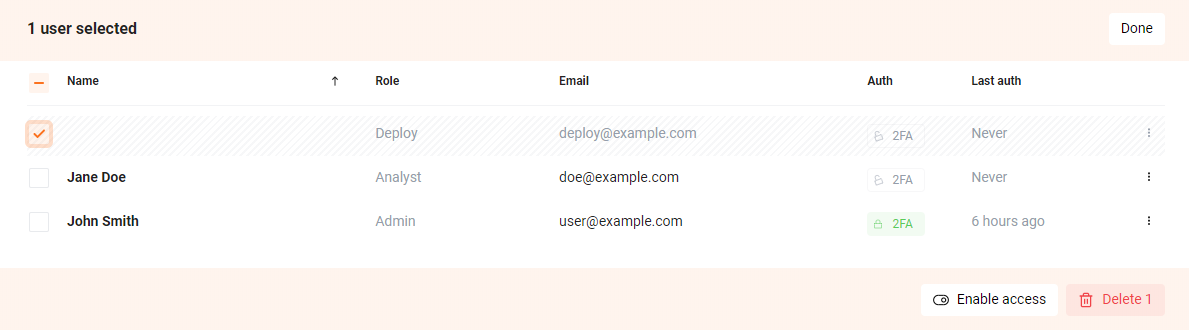 1 user selected Done
Name Role Email Auth Last auth
Deploy deploy@example.com 2FA Never
Jane Doe Analyst doe@example.com 2FA Never
John Smith Admin user@example.com 2FA 6 hours ago
Enable access Delete 1